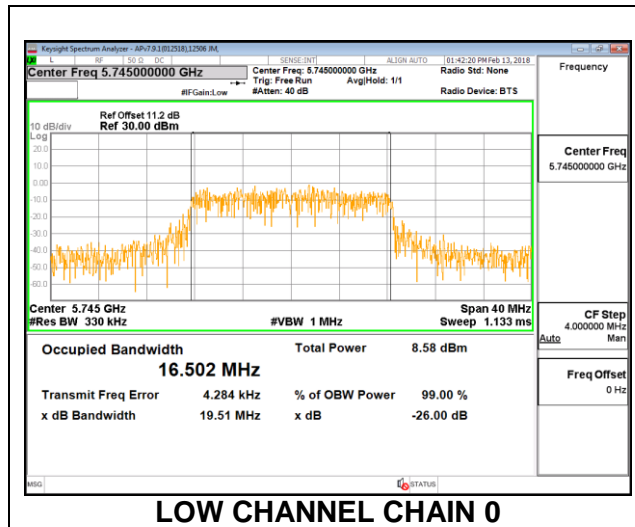 Keysight Spectrum Analyzer - APv7.9.1(012518),12506 JM,
L RF 50 Ω DC SENSE:INT ALIGN AUTO 01:42:20 PM Feb 13, 2018
Center Freq 5.745000000 GHz Center Freq: 5.745000000 GHz Radio Std: None
Trig: Free Run Avg|Hold: 1/1
#IFGain:Low #Atten: 40 dB Radio Device: BTS
Frequency
Ref Offset 11.2 dB
10 dB/div Ref 30.00 dBm
Log
20.0
10.0
0.00
-10.0
-20.0
-30.0
-40.0
-50.0
-60.0
Center 5.745 GHz Span 40 MHz
#Res BW 330 kHz #VBW 1 MHz Sweep 1.133 ms
Occupied Bandwidth Total Power 8.58 dBm
16.502 MHz
Transmit Freq Error 4.284 kHz % of OBW Power 99.00 %
x dB Bandwidth 19.51 MHz x dB -26.00 dB
Center Freq
5.745000000 GHz
CF Step
4.000000 MHz
Auto Man
Freq Offset
0 Hz
MSG STATUS
LOW CHANNEL CHAIN 0